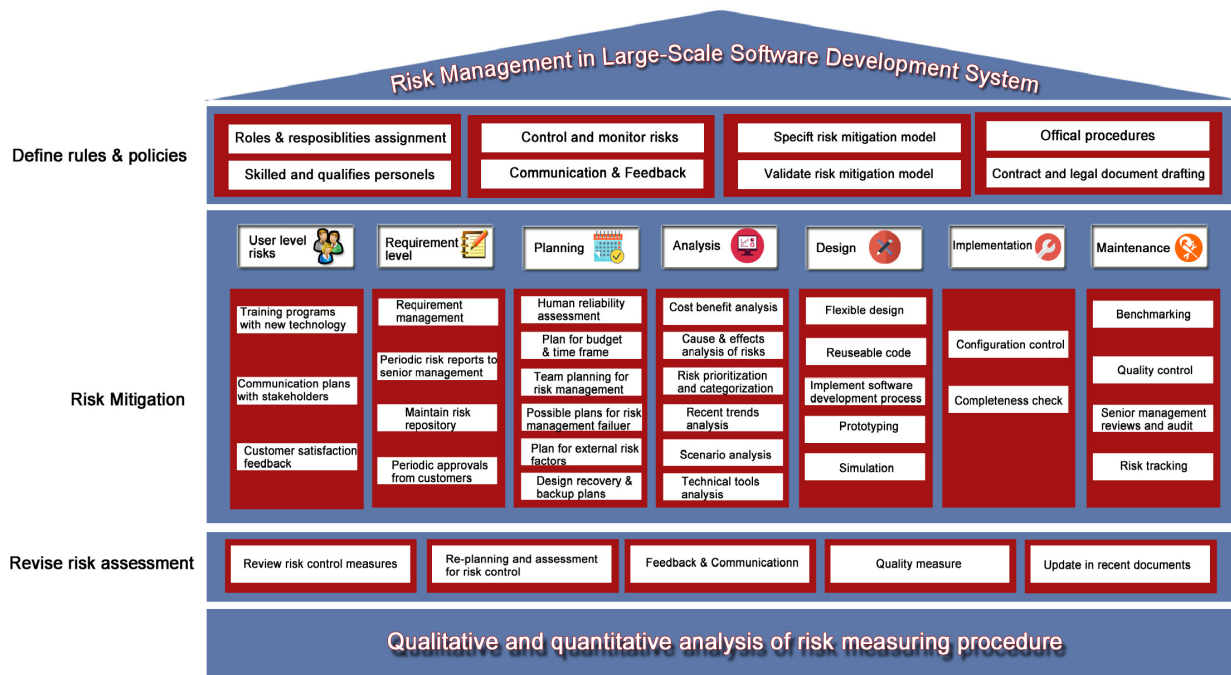 Risk Management in Large-Scale Software Development System
Define rules & policies
Roles & resposiblities assignment
Skilled and qualifies personels
Control and monitor risks
Communication & Feedback
Specift risk mitigation model
Validate risk mitigation model
Offical procedures
Contract and legal document drafting
Risk Mitigation
User level
risks
Training programs
with new technology
Communication plans
with stakeholders
Customer satisfaction
feedback
Requirement
level
Requirement
management
Periodic risk reports to
senior management
Maintain risk
repository
Periodic approvals
from customers
Planning
Human reliability
assessment
Plan for budget
& time frame
Team planning for
risk management
Possible plans for risk
management failuer
Plan for external risk
factors
Design recovery &
backup plans
Analysis
Cost benefit analysis
Cause & effects
analysis of risks
Risk prioritization
and categorization
Recent trends
analysis
Scenario analysis
Technical tools
analysis
Design
Flexible design
Reuseable code
Implement software
development process
Prototyping
Simulation
Implementation
Configuration control
Completeness check
Maintenance
Benchmarking
Quality control
Senior management
reviews and audit
Risk tracking
Revise risk assessment
Review risk control measures
Re-planning and assessment
for risk control
Feedback & Communicationn
Quality measure
Update in recent documents
Qualitative and quantitative analysis of risk measuring procedure